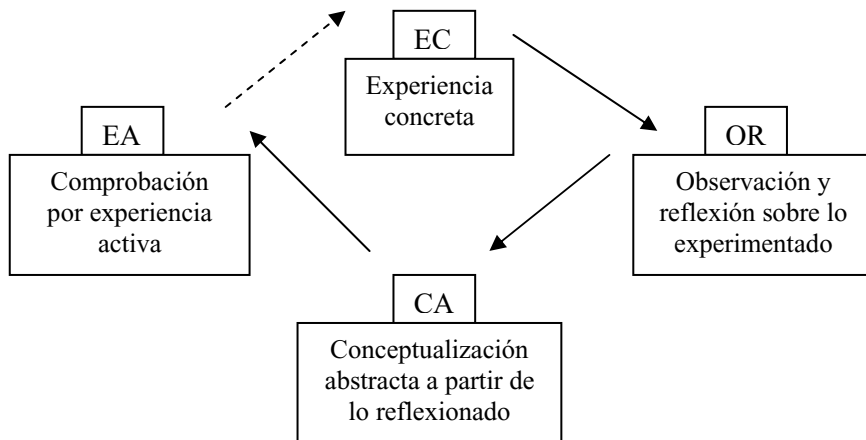 EC
Experiencia
concreta
EA
Comprobación
por experiencia
activa
OR
Observación y
reflexión sobre lo
experimentado
CA
Conceptualización
abstracta a partir de
lo reflexionado